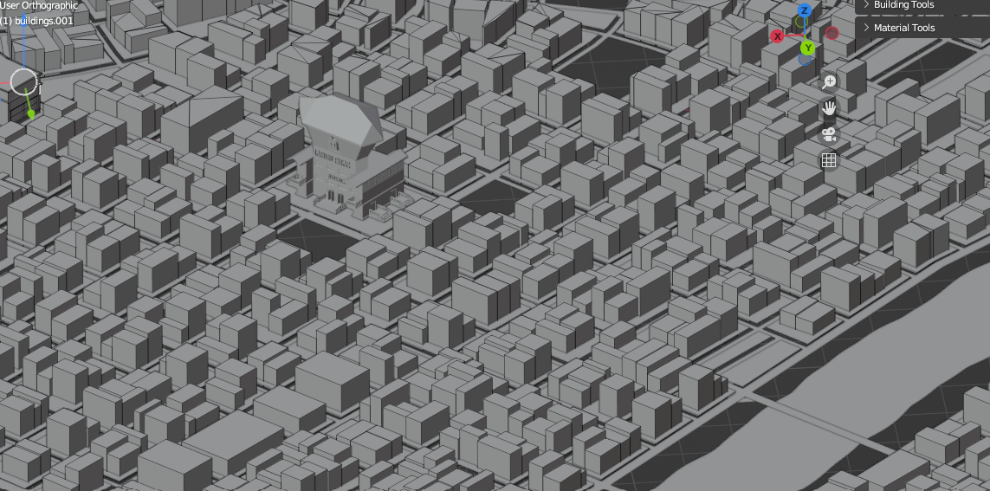 User Orthographic
(1) buildings.001
Building Tools
Material Tools
Z
X
Y